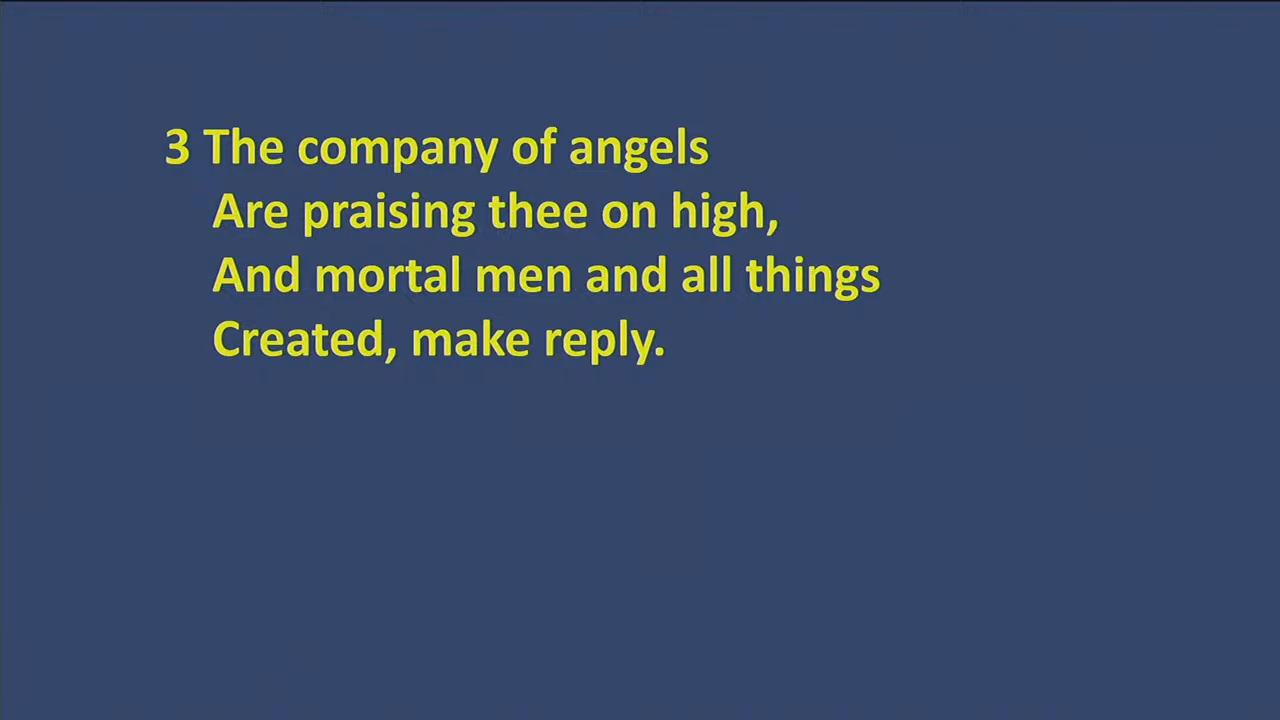 3 The company of angels
Are praising thee on high,
And mortal men and all things
Created, make reply.